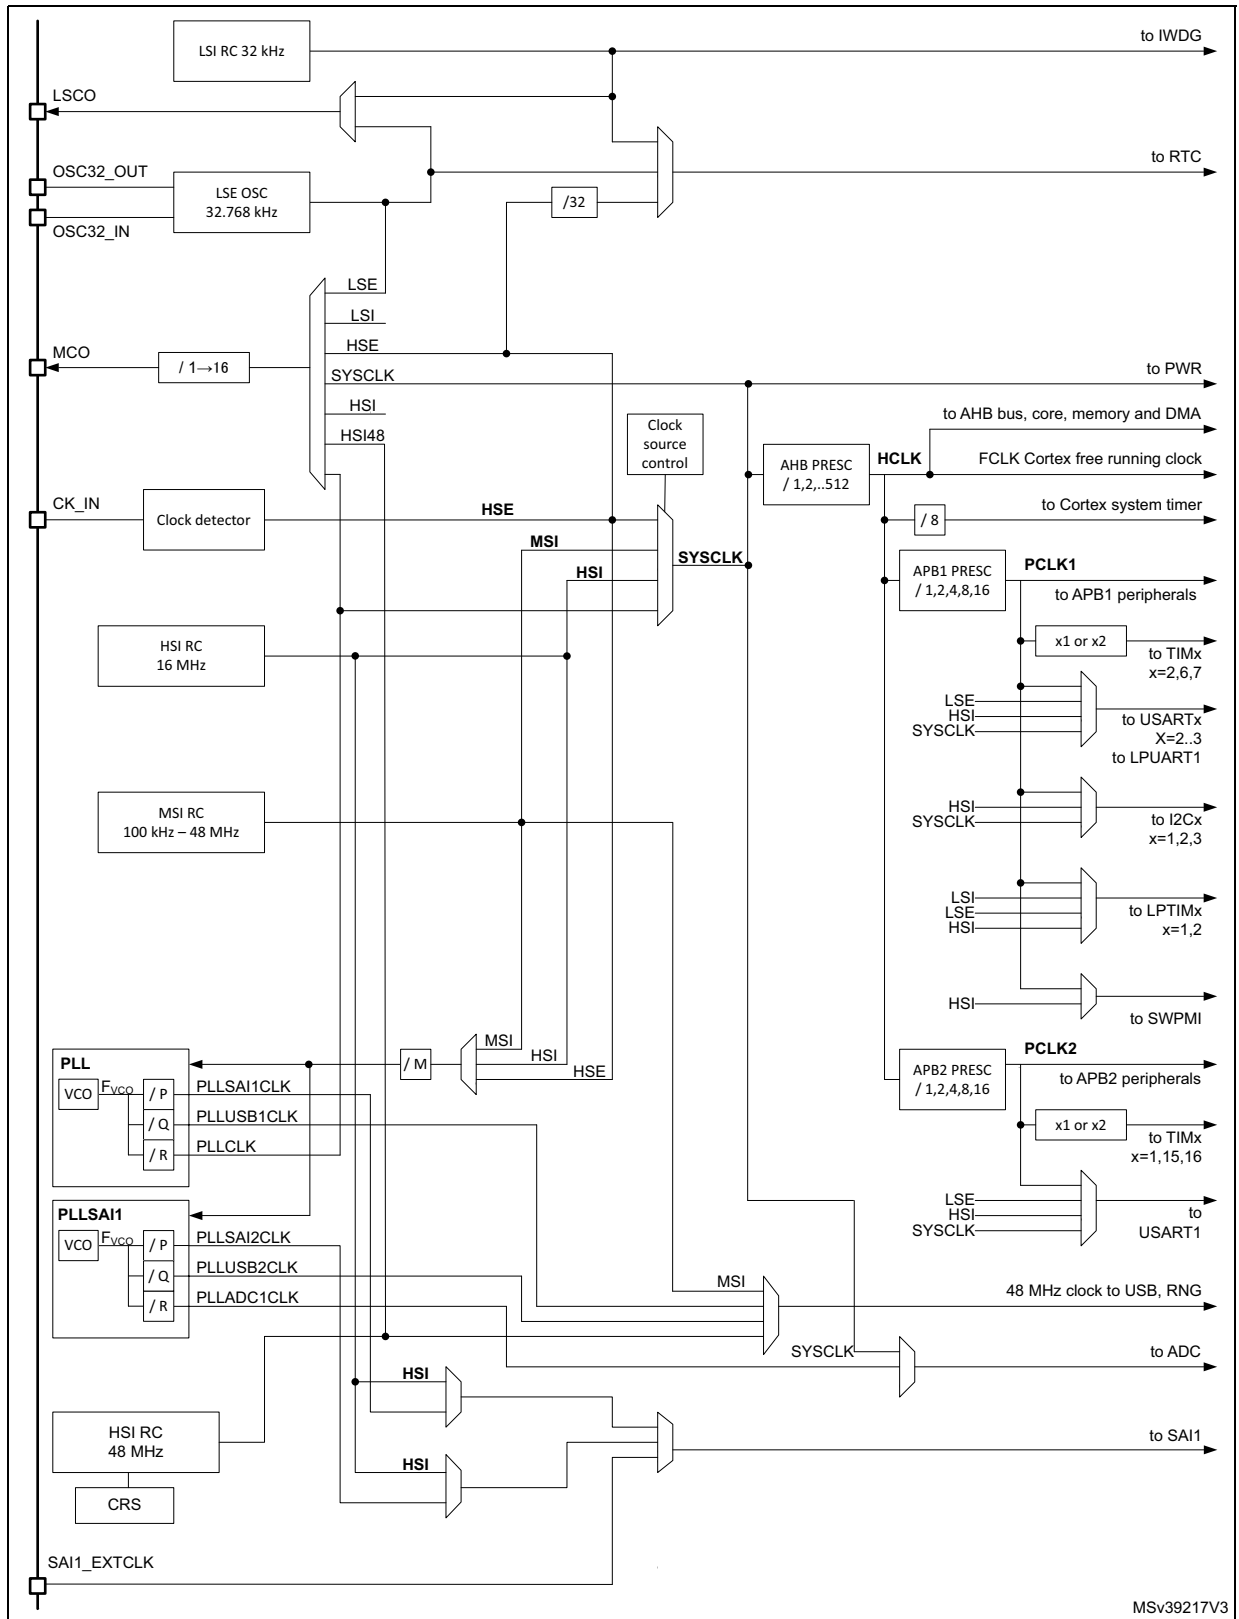 LSI RC 32 kHz
to IWDG
LSCO
OSC32_OUT
to RTC
LSE OSC
32.768 kHz
/32
OSC32_IN
LSE
LSI
MCO
/ 1→16
HSE
to PWR
SYSCLK
HSI
to AHB bus, core, memory and DMA
HSI48
Clock
source
control
AHB PRESC
/ 1,2,..512
HCLK
FCLK Cortex free running clock
CK_IN
Clock detector
HSE
to Cortex system timer
/ 8
MSI
SYSCLK
HSI
APB1 PRESC
/ 1,2,4,8,16
PCLK1
to APB1 peripherals
HSI RC
16 MHz
x1 or x2
to TIMx
x=2,6,7
LSE
HSI
SYSCLK
to USARTx
X=2..3
to LPUART1
MSI RC
100 kHz – 48 MHz
HSI
SYSCLK
to I2Cx
x=1,2,3
LSI
LSE
HSI
to LPTIMx
x=1,2
HSI
to SWPMI
MSI
HSI
HSE
/ M
PLL
VCO
FVCO
/ P
PLLSAI1CLK
/ Q
PLLUSB1CLK
/ R
PLLCLK
APB2 PRESC
/ 1,2,4,8,16
PCLK2
to APB2 peripherals
x1 or x2
to TIMx
x=1,15,16
LSE
HSI
SYSCLK
to
USART1
PLLSAI1
VCO
FVCO
/ P
PLLSAI2CLK
/ Q
PLLUSB2CLK
/ R
PLLADC1CLK
MSI
48 MHz clock to USB, RNG
SYSCLK
to ADC
HSI
HSI RC
48 MHz
to SAI1
HSI
CRS
SAI1_EXTCLK
MSv39217V3